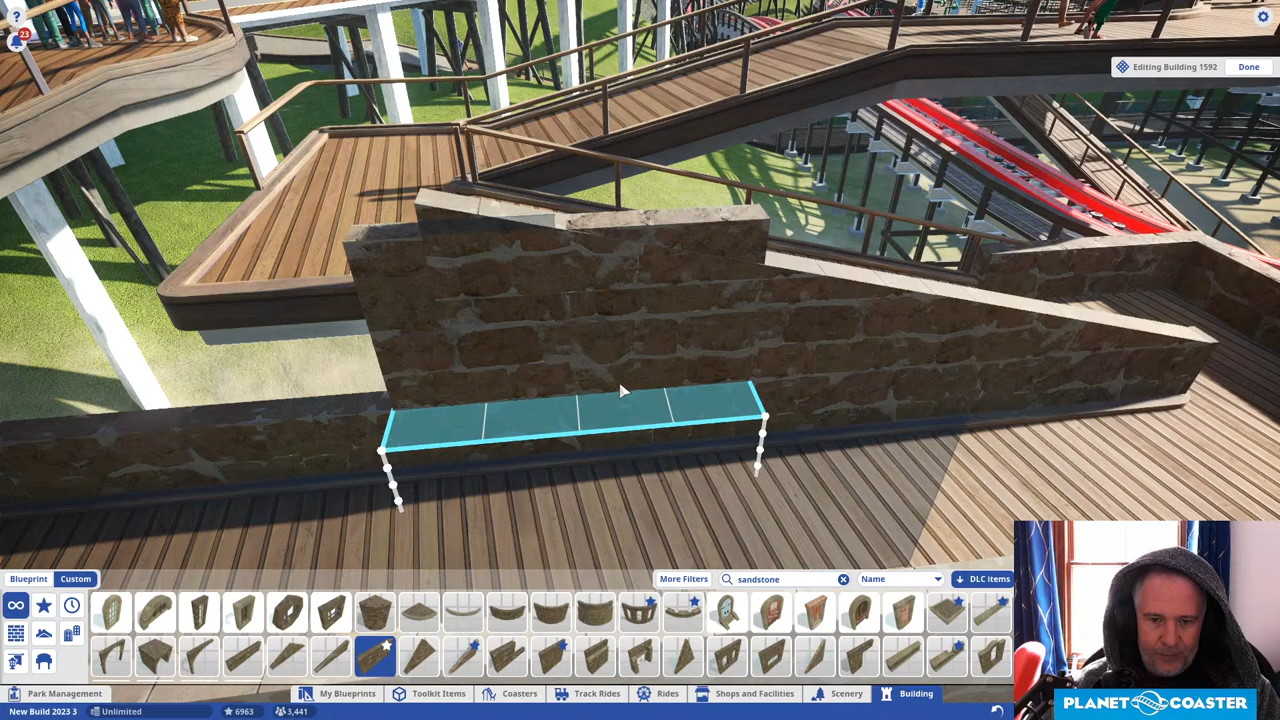 ?
23
Editing Building 1592
Done
Blueprint
Custom
More Filters
sandstone
Name
DLC items
Park Management
My Blueprints
Toolkit Items
Coasters
Track Rides
Rides
Shops and Facilities
Scenery
Building
New Build 2023 3
Unlimited
6963
3,441
PLANET COASTER